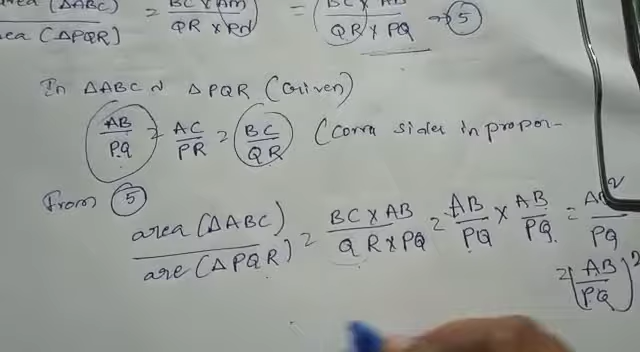 area (ΔABC) / area (ΔPQR) = BC × AM / QR × PN = BC × AB / QR × PQ → ⑤
In ΔABC ~ ΔPQR (Given)
AB/PQ = AC/PR = BC/QR (Corr sides in propor-
From ⑤
area (ΔABC) / are (ΔPQR) = BC × AB / QR × PQ = AB/PQ × AB/PQ = AB²/PQ
= (AB/PQ)²